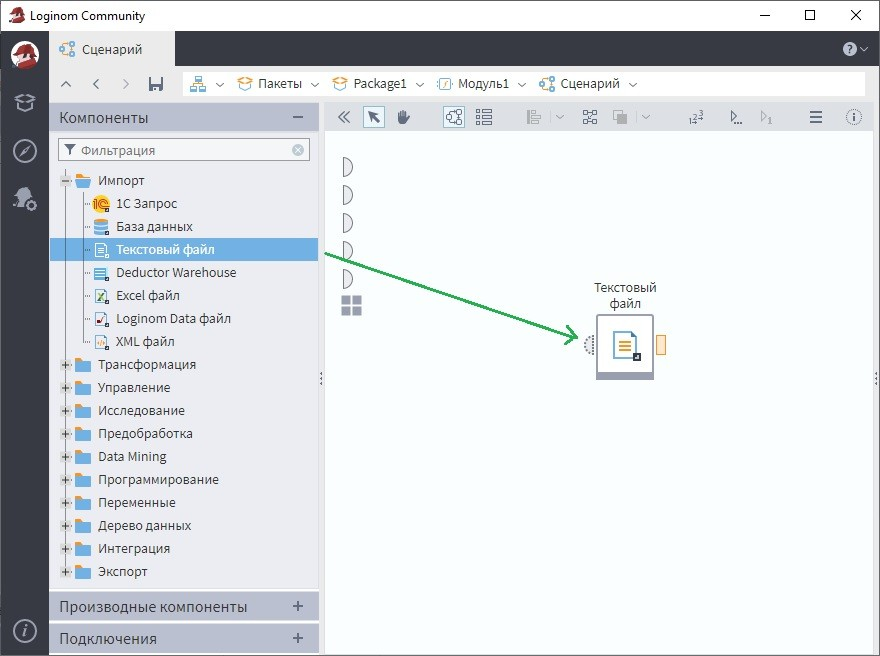 Loginom Community
Сценарий
Пакеты
Package1
Модуль1
Сценарий
Компоненты
Фильтрация
Импорт
1С Запрос
База данных
Текстовый файл
Deductor Warehouse
Excel файл
Loginom Data файл
XML файл
Трансформация
Управление
Исследование
Предобработка
Data Mining
Программирование
Переменные
Дерево данных
Интеграция
Экспорт
Производные компоненты
Подключения
Текстовый
файл